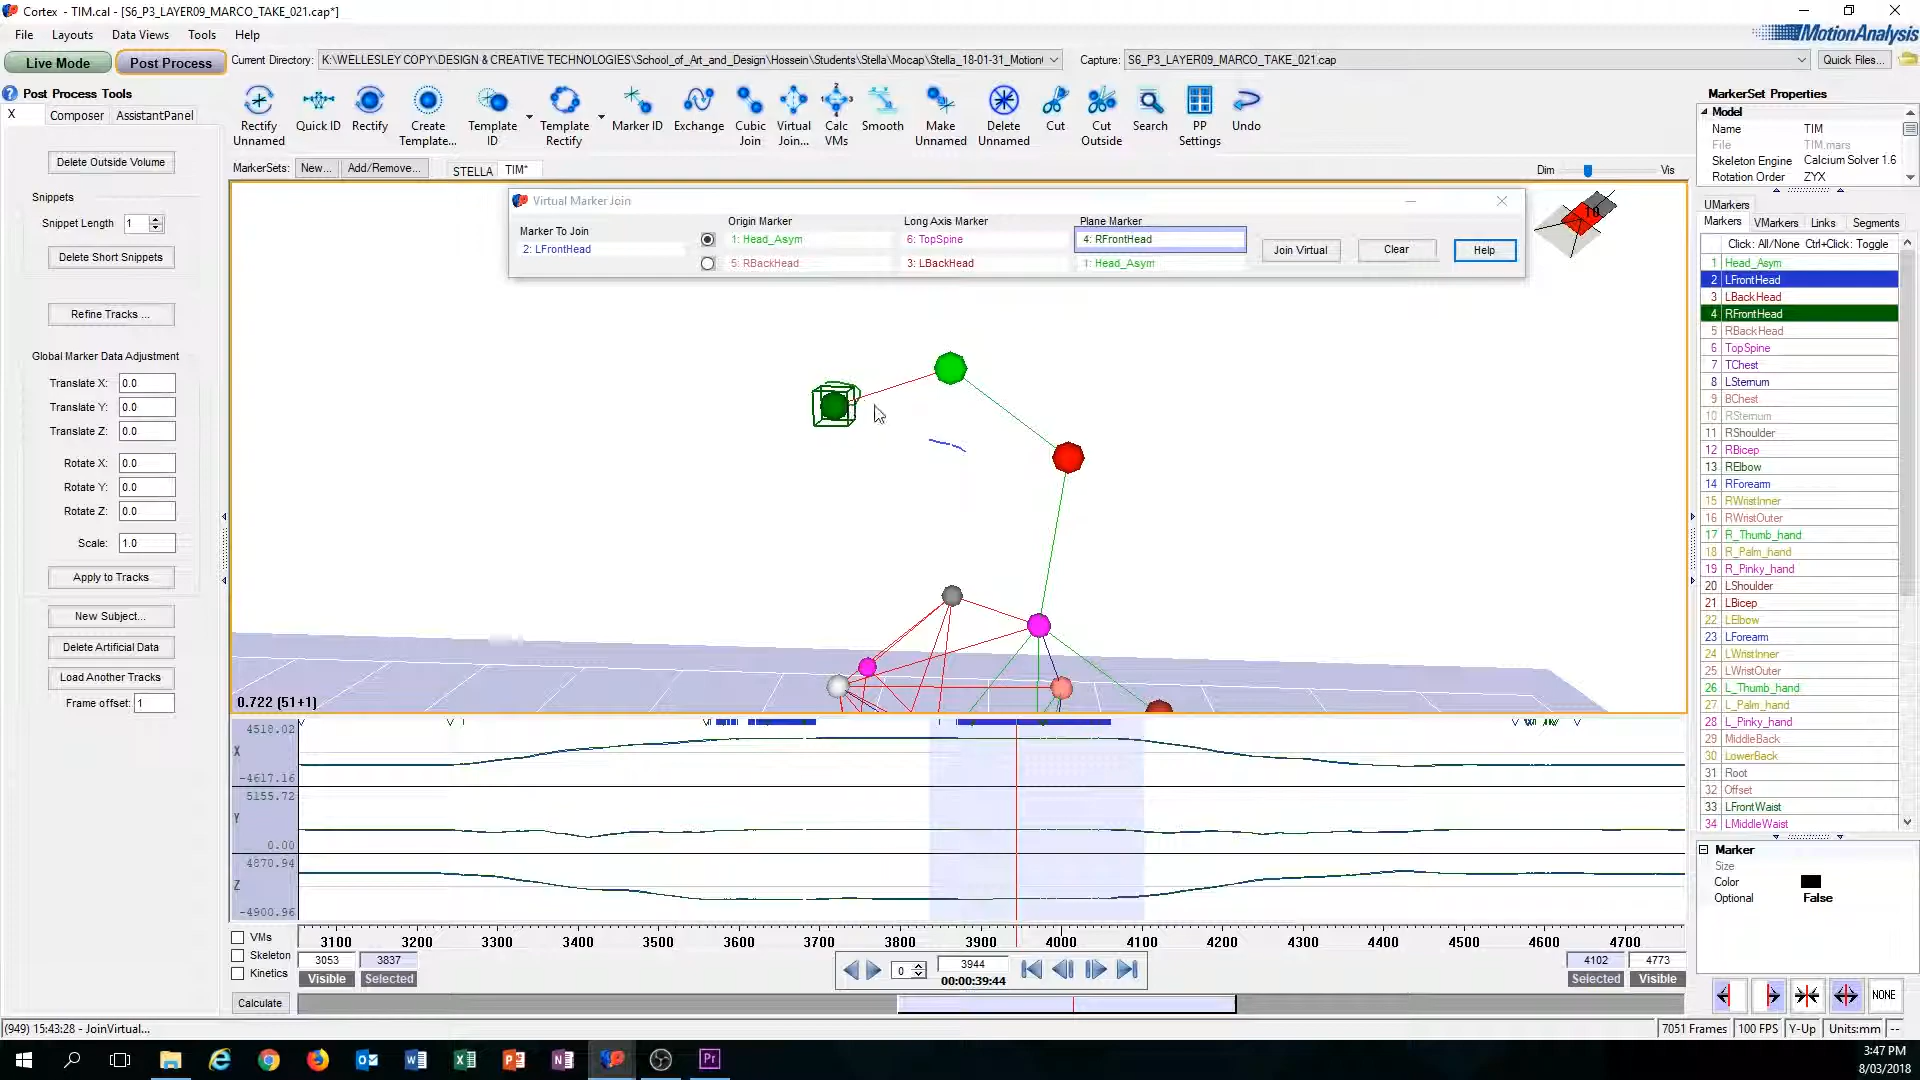 Cortex - TIM.cal - [S6_P3_LAYER09_MARCO_TAKE_021.cap*]
File Layouts Data Views Tools Help
MotionAnalysis
Live Mode Post Process Current Directory: K:\WELLESLEY COPY\DESIGN & CREATIVE TECHNOLOGIES\School_of_Art_and_Design\Hossein\Students\Stella\Mocap\Stella_18-01-31_Motion( Capture: S6_P3_LAYER09_MARCO_TAKE_021.cap Quick Files...
Post Process Tools
X Composer AssistantPanel
Delete Outside Volume
Snippets
Snippet Length 1
Delete Short Snippets
Refine Tracks ...
Global Marker Data Adjustment
Translate X: 0.0
Translate Y: 0.0
Translate Z: 0.0
Rotate X: 0.0
Rotate Y: 0.0
Rotate Z: 0.0
Scale: 1.0
Apply to Tracks
New Subject...
Delete Artificial Data
Load Another Tracks
Frame offset: 1
Rectify Unnamed
Quick ID
Rectify
Create Template...
Template ID
Template Rectify
Marker ID
Exchange
Cubic Join
Virtual Join...
Calc VMs
Smooth
Make Unnamed
Delete Unnamed
Cut
Cut Outside
Search
PP Settings
Undo
MarkerSets: New... Add/Remove... STELLA TIM* Dim Vis
Virtual Marker Join
Marker To Join Origin Marker Long Axis Marker Plane Marker
2: LFrontHead 1: Head_Asym 6: TopSpine 4: RFrontHead
5: RBackHead 3: LBackHead 1: Head_Asym
Join Virtual Clear Help
0.722 (51+1)
4518.02
X
-4617.16
5155.72
Y
0.00
4870.94
Z
-4900.96
3100 3200 3300 3400 3500 3600 3700 3800 3900 4000 4100 4200 4300 4400 4500 4600 4700
VMs
Skeleton
Kinetics
3053 3837
Visible Selected
0 3944
00:00:39:44
4102 4773
Selected Visible
Calculate
MarkerSet Properties
Model
Name TIM
File TIM.mars
Skeleton Engine Calcium Solver 1.6
Rotation Order ZYX
UMarkers
Markers VMarkers Links Segments
Click: All/None Ctrl+Click: Toggle
1 Head_Asym
2 LFrontHead
3 LBackHead
4 RFrontHead
5 RBackHead
6 TopSpine
7 TChest
8 LSternum
9 BChest
10 RSternum
11 RShoulder
12 RBicep
13 RElbow
14 RForearm
15 RWristInner
16 RWristOuter
17 R_Thumb_hand
18 R_Palm_hand
19 R_Pinky_hand
20 LShoulder
21 LBicep
22 LElbow
23 LForearm
24 LWristInner
25 LWristOuter
26 L_Thumb_hand
27 L_Palm_hand
28 L_Pinky_hand
29 MiddleBack
30 LowerBack
31 Root
32 Offset
33 LFrontWaist
34 LMiddleWaist
Marker
Size
Color
Optional False
NONE
(949) 15:43:28 - JoinVirtual... 7051 Frames 100 FPS Y-Up Units:mm --
3:47 PM
8/03/2018